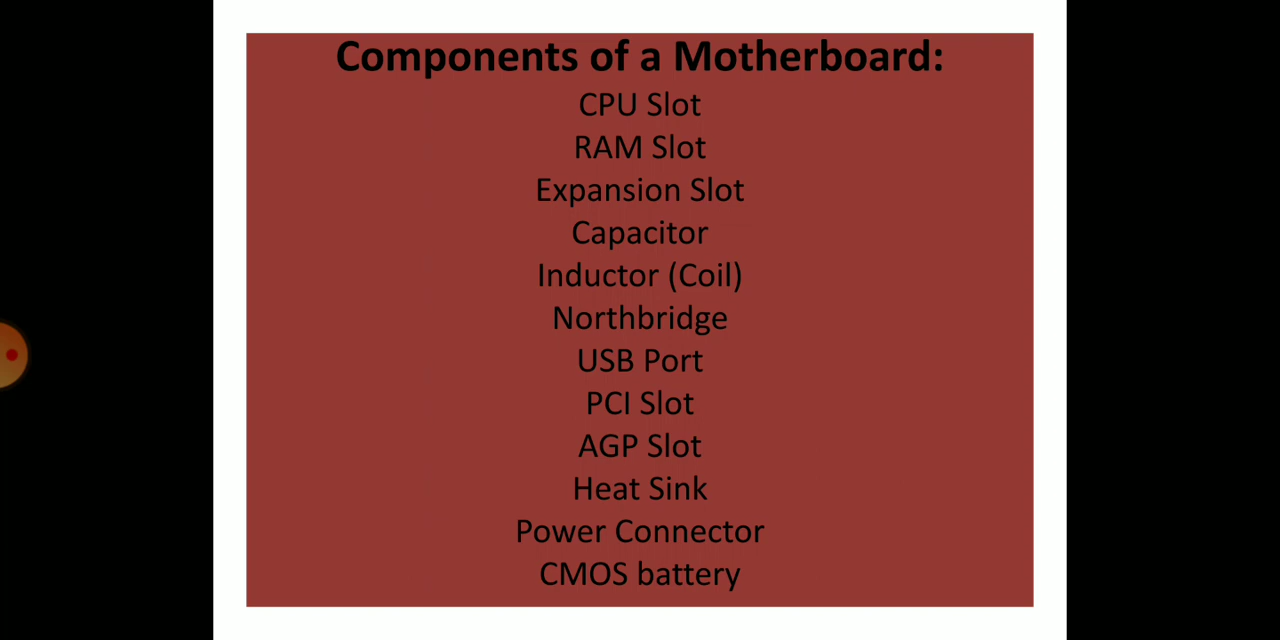 Components of a Motherboard:
CPU Slot
RAM Slot
Expansion Slot
Capacitor
Inductor (Coil)
Northbridge
USB Port
PCI Slot
AGP Slot
Heat Sink
Power Connector
CMOS battery